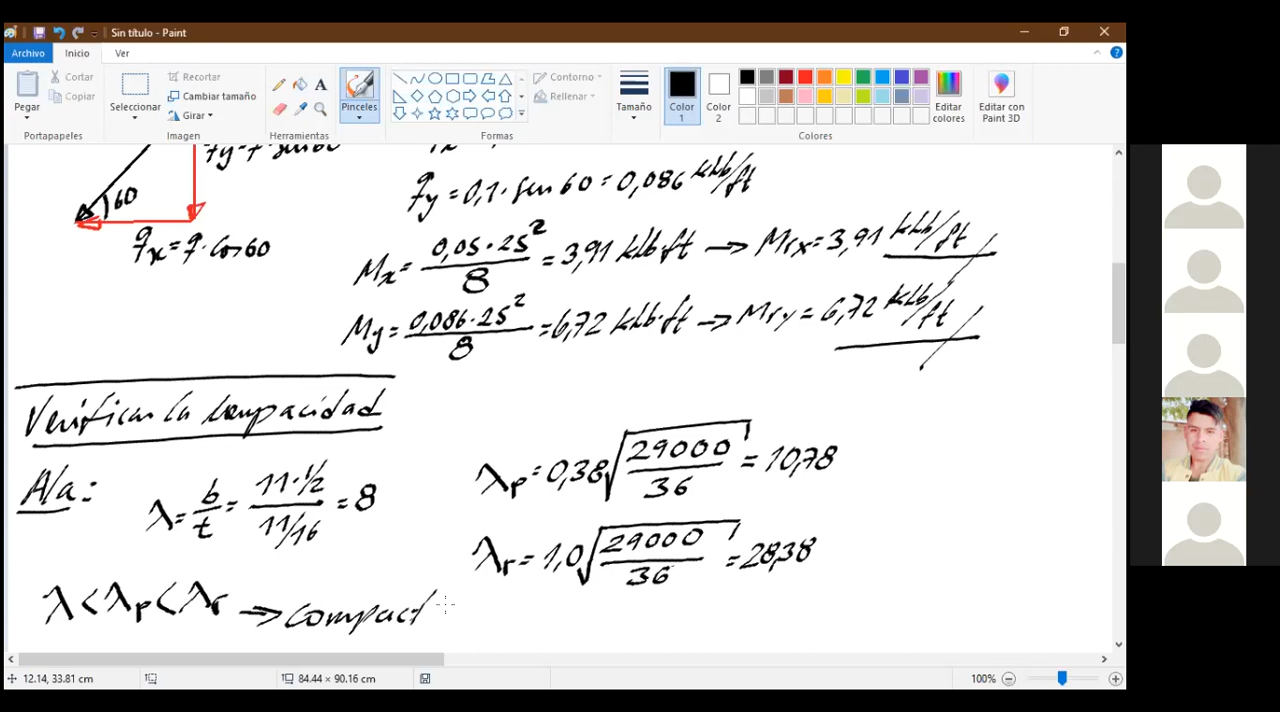 Sin título - Paint
Archivo Inicio Ver
Pegar
Cortar
Copiar
Portapapeles
Seleccionar
Recortar
Cambiar tamaño
Girar
Imagen
A
Herramientas
Pinceles
Contorno
Rellenar
Formas
Tamaño
Color 1
Color 2
Editar colores
Colores
Editar con Paint 3D
qy=q·sen60
60
qx=q·cos60
qy=0,1·sen60=0,086 klb/ft
Mx=0,05·25²/8=3,91 klb·ft→Mrx=3,91 klb/ft
My=0,086·25²/8=6,72 klb·ft→Mry=6,72 klb/ft
Verificar la compacidad
Ala:
λ=b/t=11·1/2/11/16=8
λp=0,38√29000/36=10,78
λr=1,0√29000/36=28,38
λ<λp<λr⇒compact
12.14, 33.81 cm
84.44 × 90.16 cm
100%